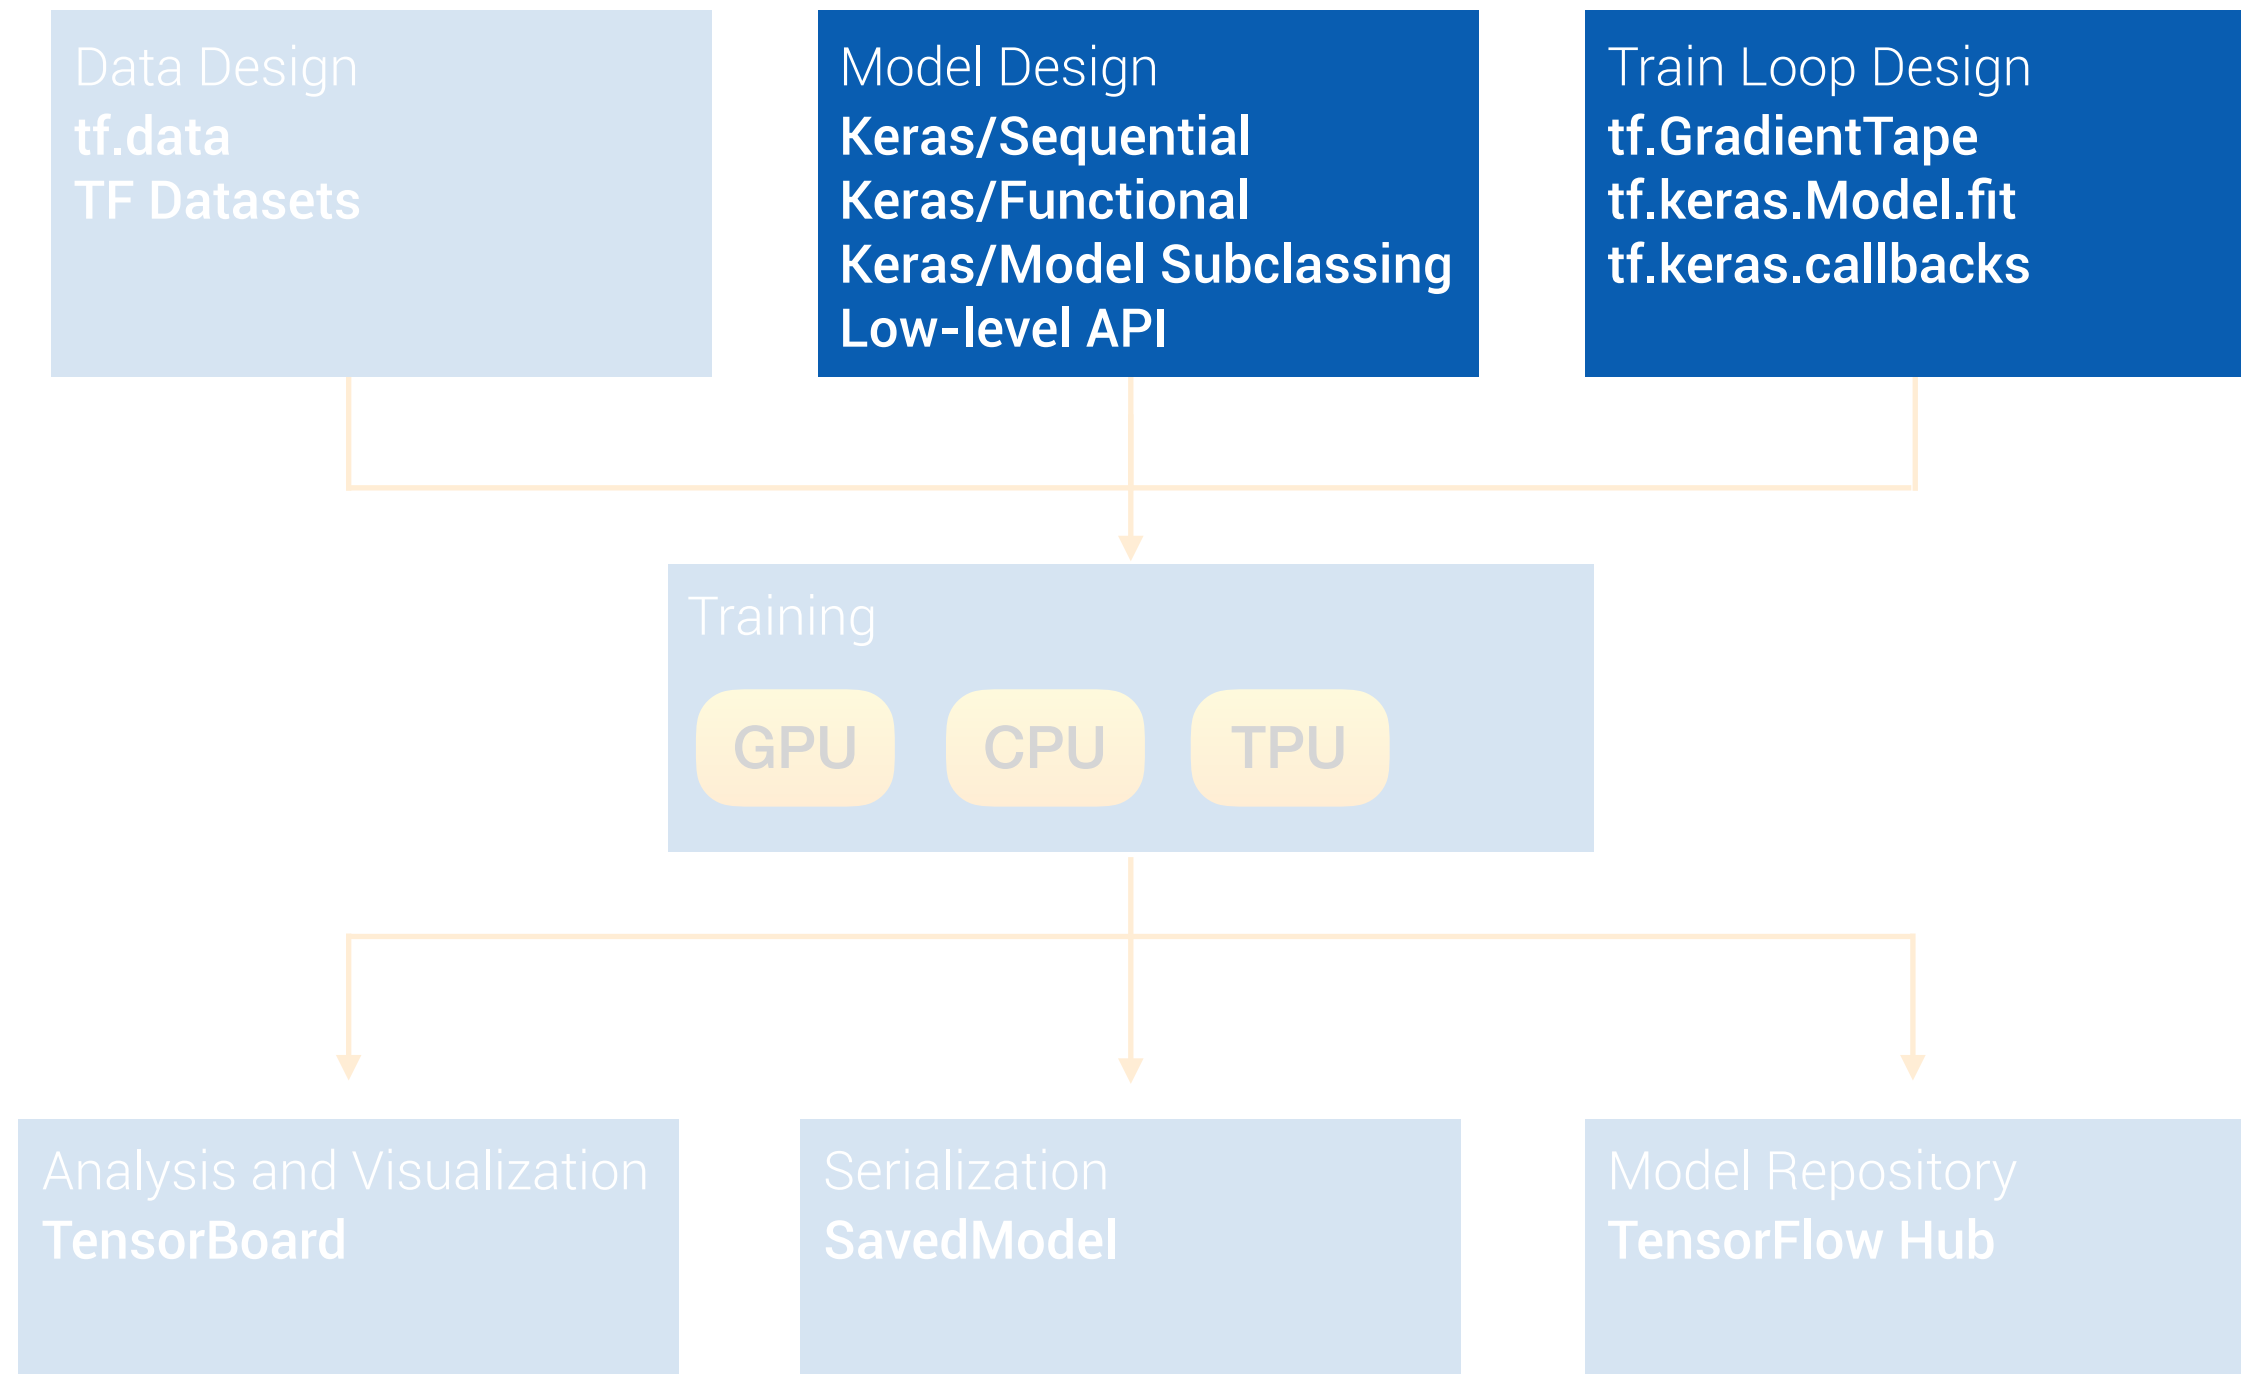 Data Design
tf.data
TF Datasets
Model Design
Keras/Sequential
Keras/Functional
Keras/Model Subclassing
Low-level API
Train Loop Design
tf.GradientTape
tf.keras.Model.fit
tf.keras.callbacks
Training
GPU
CPU
TPU
Analysis and Visualization
TensorBoard
Serialization
SavedModel
Model Repository
TensorFlow Hub